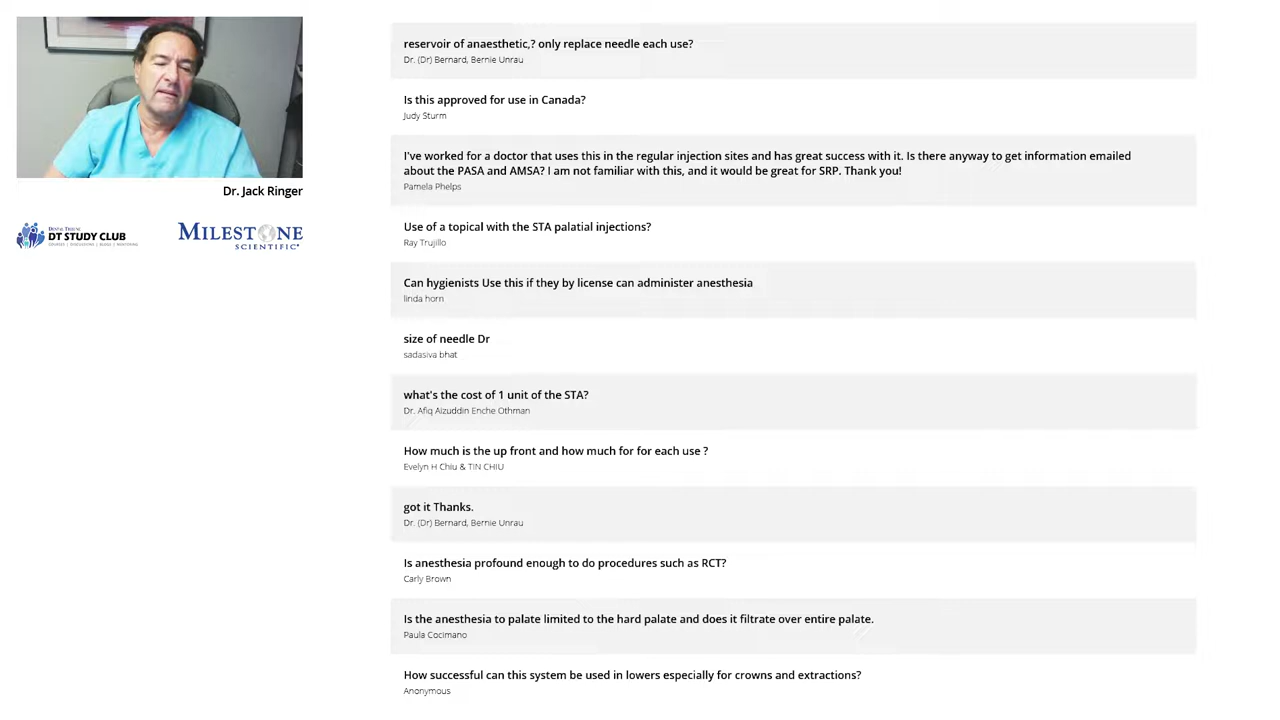 Dr. Jack Ringer
DENTAL TRIBUNE
DT STUDY CLUB
COURSES | DISCUSSIONS | BLOGS | MENTORING
MILESTONE
SCIENTIFIC
reservoir of anaesthetic,? only replace needle each use?
Dr. (Dr) Bernard, Bernie Unrau
Is this approved for use in Canada?
Judy Sturm
I've worked for a doctor that uses this in the regular injection sites and has great success with it. Is there anyway to get information emailed
about the PASA and AMSA? I am not familiar with this, and it would be great for SRP. Thank you!
Pamela Phelps
Use of a topical with the STA palatial injections?
Ray Trujillo
Can hygienists Use this if they by license can administer anesthesia
linda horn
size of needle Dr
sadasiva bhat
what's the cost of 1 unit of the STA?
Dr. Afiq Aizuddin Enche Othman
How much is the up front and how much for for each use ?
Evelyn H Chiu & TIN CHIU
got it Thanks.
Dr. (Dr) Bernard, Bernie Unrau
Is anesthesia profound enough to do procedures such as RCT?
Carly Brown
Is the anesthesia to palate limited to the hard palate and does it filtrate over entire palate.
Paula Cocimano
How successful can this system be used in lowers especially for crowns and extractions?
Anonymous